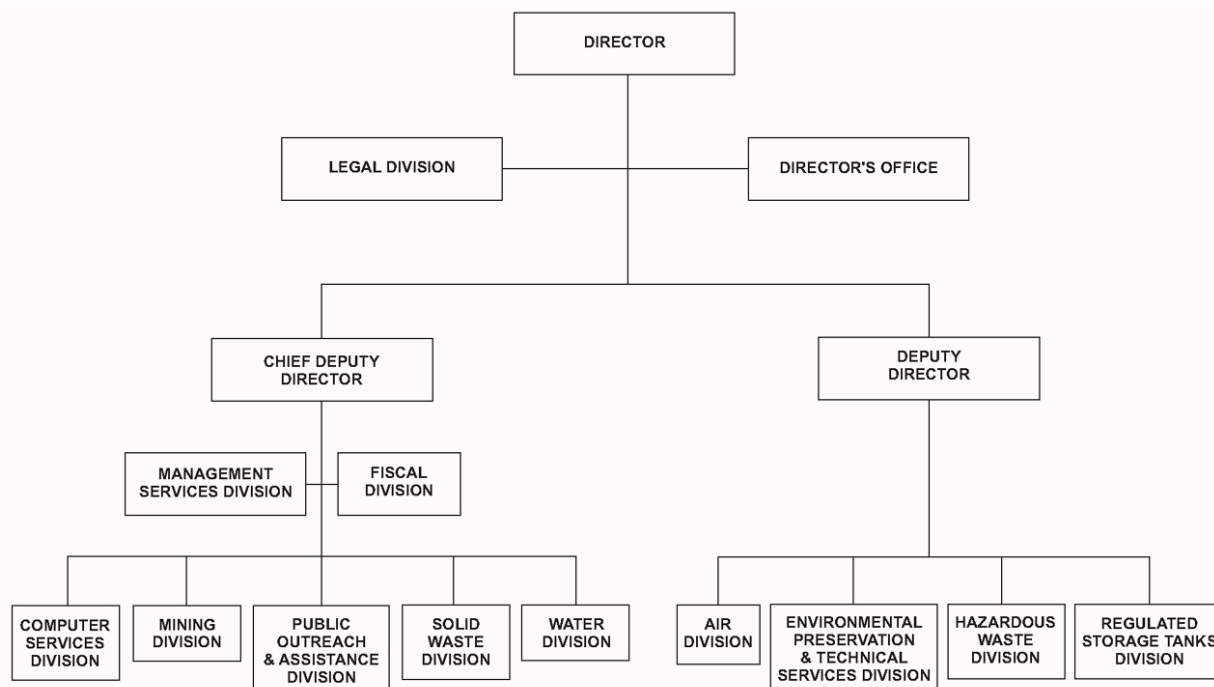 DIRECTOR
LEGAL DIVISION
DIRECTOR'S OFFICE
CHIEF DEPUTY
DIRECTOR
DEPUTY
DIRECTOR
MANAGEMENT
SERVICES DIVISION
FISCAL
DIVISION
COMPUTER
SERVICES
DIVISION
MINING
DIVISION
PUBLIC
OUTREACH
& ASSISTANCE
DIVISION
SOLID
WASTE
DIVISION
WATER
DIVISION
AIR
DIVISION
ENVIRONMENTAL
PRESERVATION
& TECHNICAL
SERVICES DIVISION
HAZARDOUS
WASTE
DIVISION
REGULATED
STORAGE TANKS
DIVISION